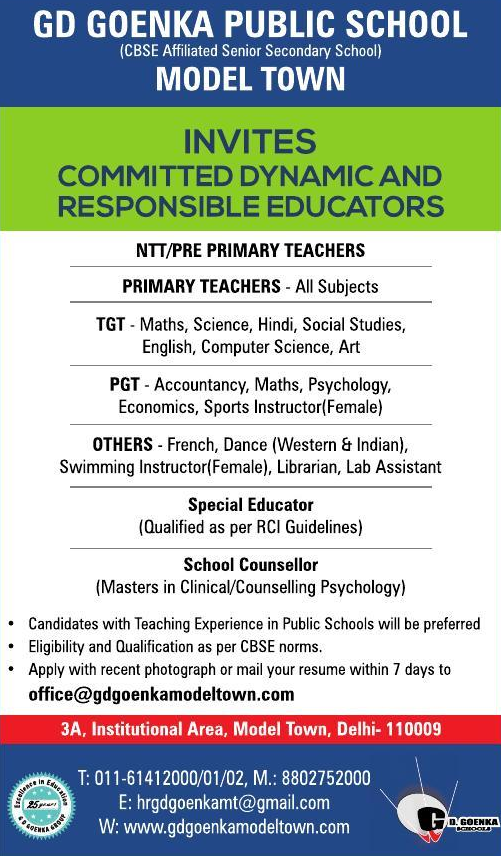 GD GOENKA PUBLIC SCHOOL
(CBSE Affiliated Senior Secondary School)
MODEL TOWN
INVITES
COMMITTED DYNAMIC AND
RESPONSIBLE EDUCATORS
NTT/PRE PRIMARY TEACHERS
PRIMARY TEACHERS - All Subjects
TGT - Maths, Science, Hindi, Social Studies,
English, Computer Science, Art
PGT - Accountancy, Maths, Psychology,
Economics, Sports Instructor(Female)
OTHERS - French, Dance (Western & Indian),
Swimming Instructor(Female), Librarian, Lab Assistant
Special Educator
(Qualified as per RCI Guidelines)
School Counsellor
(Masters in Clinical/Counselling Psychology)
• Candidates with Teaching Experience in Public Schools will be preferred
• Eligibility and Qualification as per CBSE norms.
• Apply with recent photograph or mail your resume within 7 days to
office@gdgoenkamodeltown.com
3A, Institutional Area, Model Town, Delhi- 110009
T: 011-61412000/01/02, M.: 8802752000
E: hrgdgoenkamt@gmail.com
W: www.gdgoenkamodeltown.com
Excellence in Education
25 years
G D GOENKA GROUP
G D. GOENKA
SCHOOLS